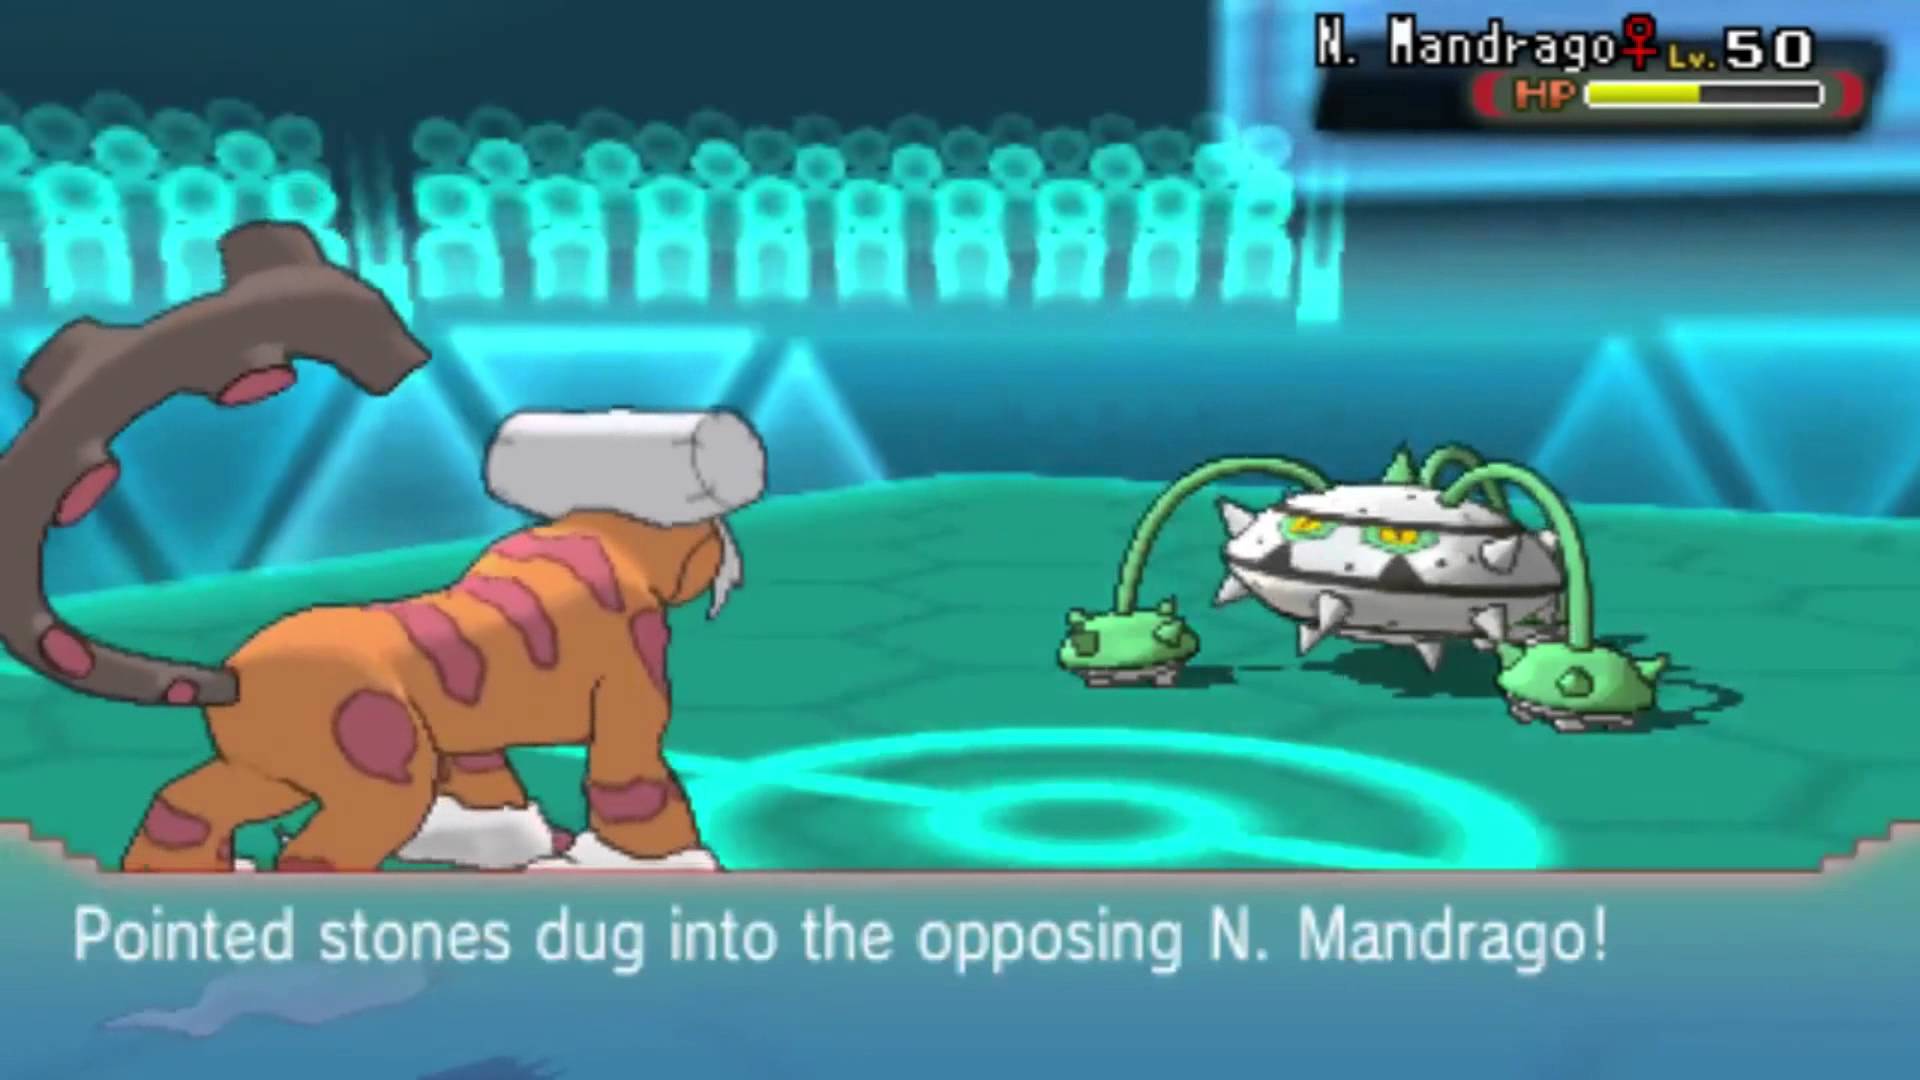 N. Mandrago♀ Lv. 50
HP
Pointed stones dug into the opposing N. Mandrago!